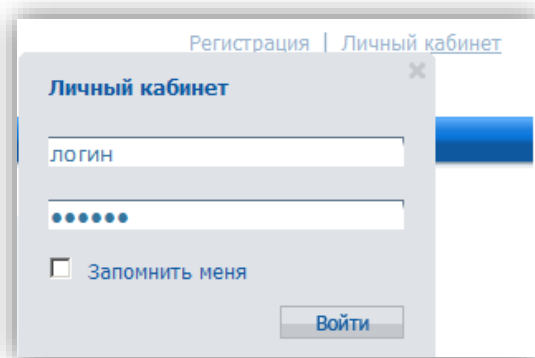 Регистрация | Личный кабинет
Личный кабинет
логин
••••••
Запомнить меня
Войти